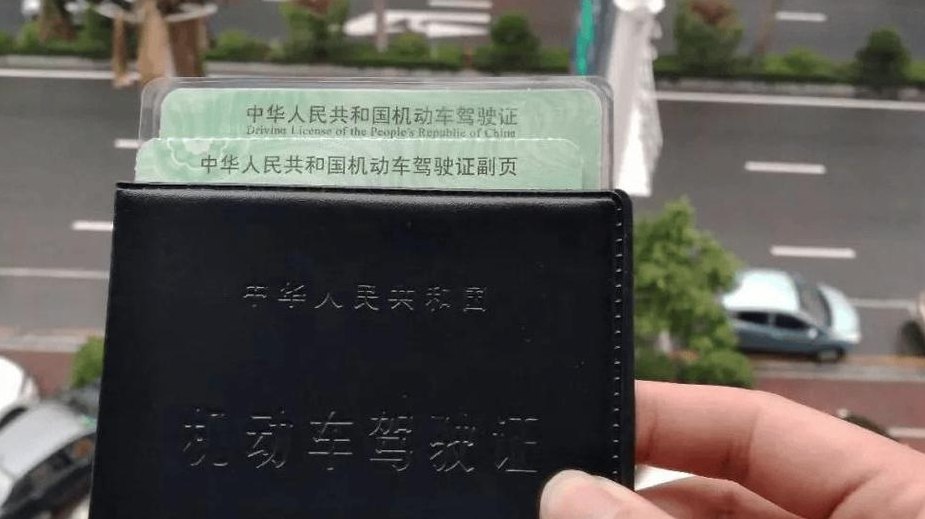 中华人民共和国机动车驾驶证
Driving License of the People's Republic of China
中华人民共和国机动车驾驶证副页
中华人民共和国
机动车驾驶证